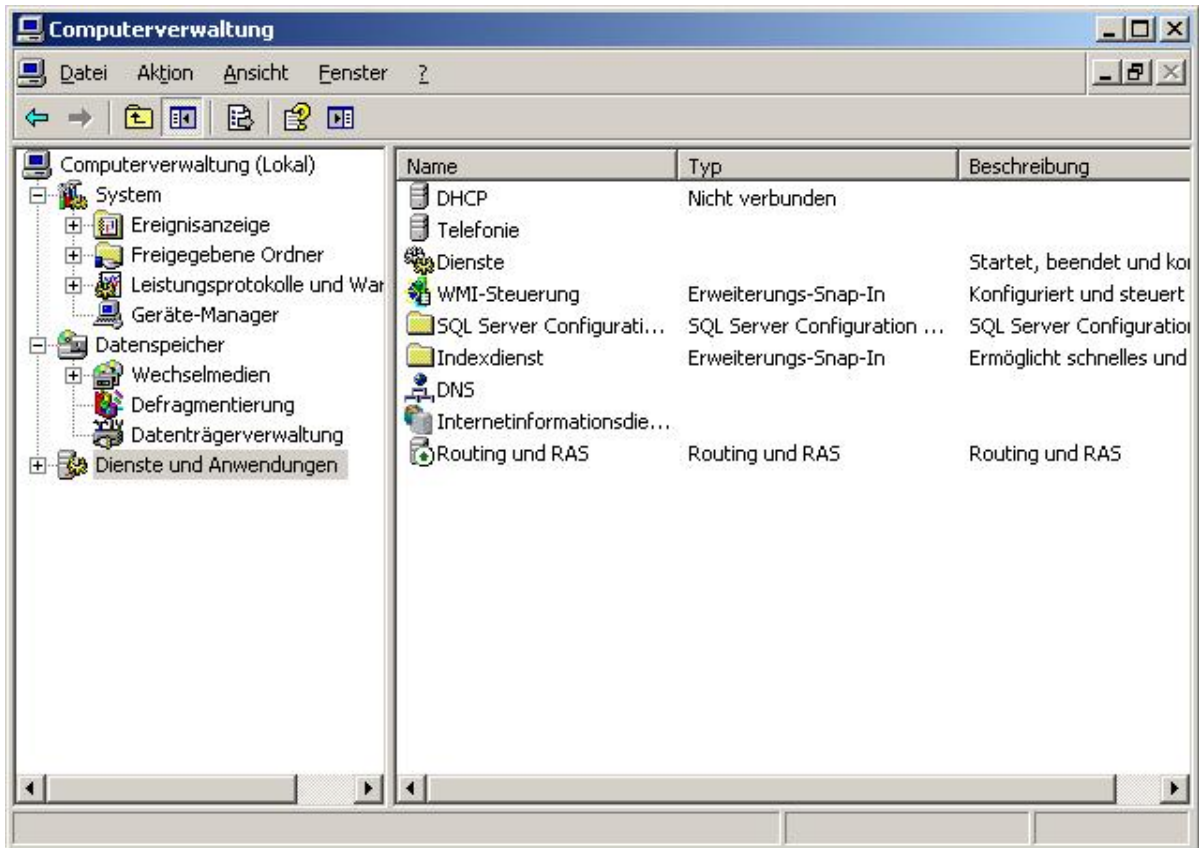 Computerverwaltung
Datei Aktion Ansicht Fenster ?
Computerverwaltung (Lokal)
System
Ereignisanzeige
Freigegebene Ordner
Leistungsprotokolle und War
Geräte-Manager
Datenspeicher
Wechselmedien
Defragmentierung
Datenträgerverwaltung
Dienste und Anwendungen
Name Typ Beschreibung
DHCP Nicht verbunden
Telefonie
Dienste Startet, beendet und kor
WMI-Steuerung Erweiterungs-Snap-In Konfiguriert und steuert
SQL Server Configurati... SQL Server Configuration ... SQL Server Configuration
Indexdienst Erweiterungs-Snap-In Ermöglicht schnelles und
DNS
Internetinformationsdie...
Routing und RAS Routing und RAS Routing und RAS